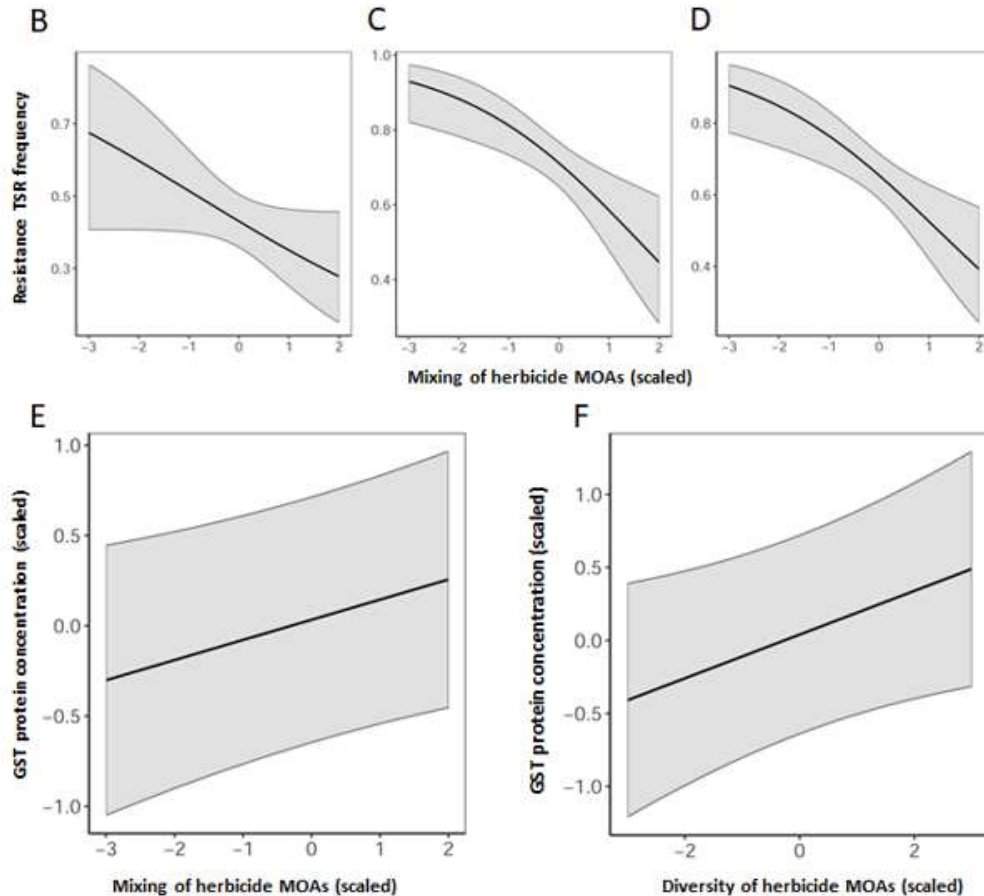 B
C
D
Resistance TSR frequency
0.7
0.5
0.3
−3 −2 −1 0 1 2
1.0
0.8
0.6
0.4
−3 −2 −1 0 1 2
0.8
0.6
0.4
−3 −2 −1 0 1 2
Mixing of herbicide MOAs (scaled)
E
GST protein concentration (scaled)
1.0
0.5
0.0
−0.5
−1.0
−3 −2 −1 0 1 2
Mixing of herbicide MOAs (scaled)
F
GST protein concentration (scaled)
1.0
0.5
0.0
−0.5
−1.0
−2 0 2
Diversity of herbicide MOAs (scaled)